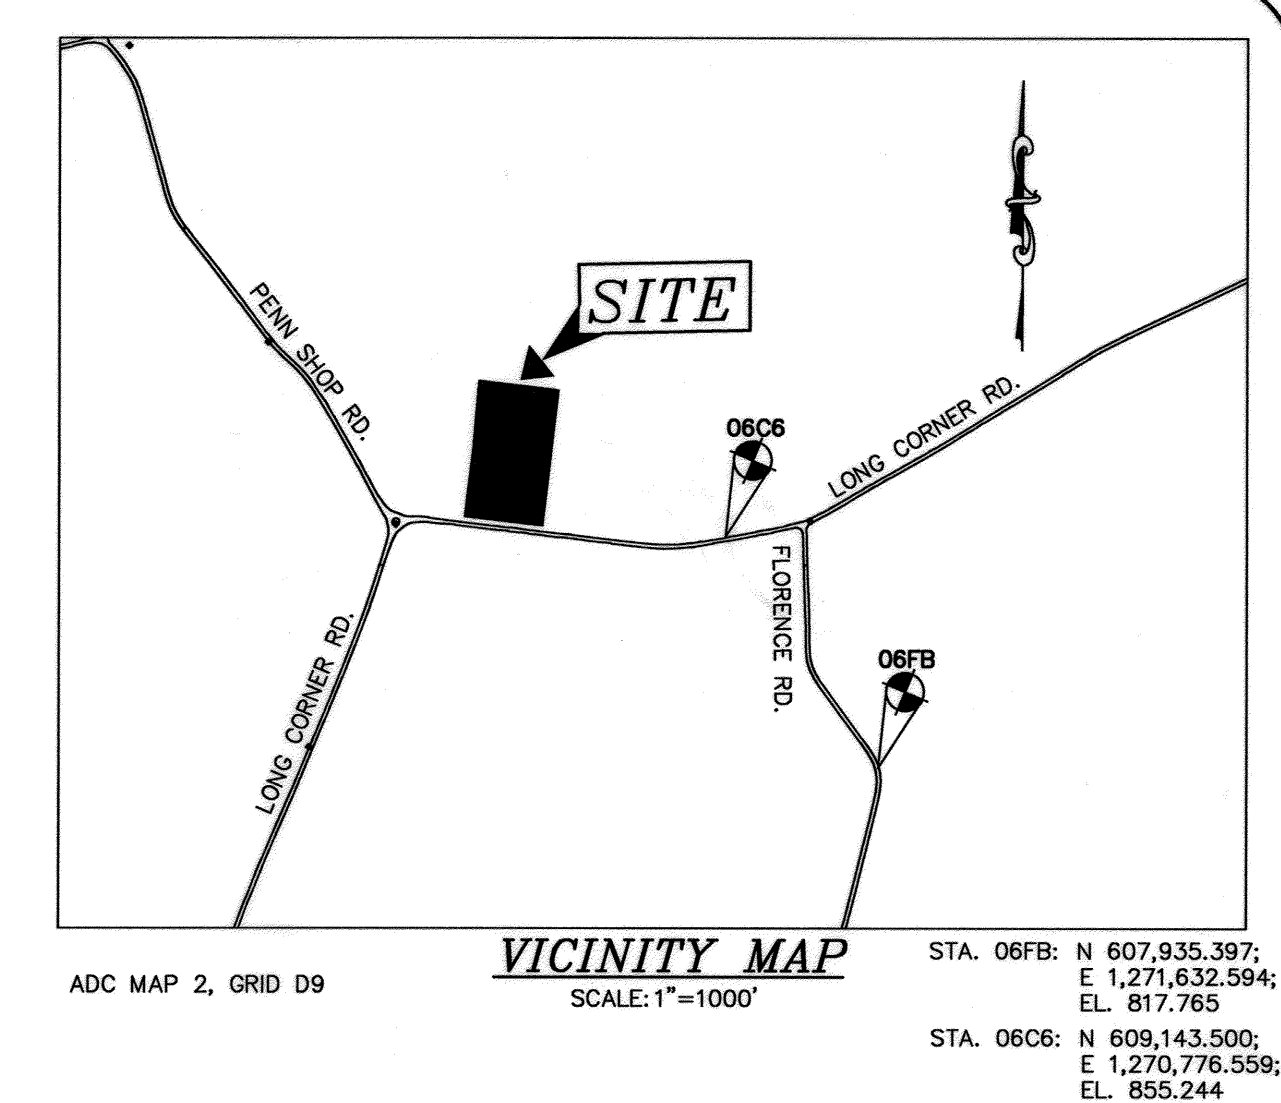 SITE
PENN SHOP RD.
06C6
LONG CORNER RD.
FLORENCE RD.
06FB
LONG CORNER RD.
VICINITY MAP
SCALE: 1"=1000'
ADC MAP 2, GRID D9
STA. 06FB: N 607,935.397;
E 1,271,632.594;
EL. 817.765
STA. 06C6: N 609,143.500;
E 1,270,776.559;
EL. 855.244